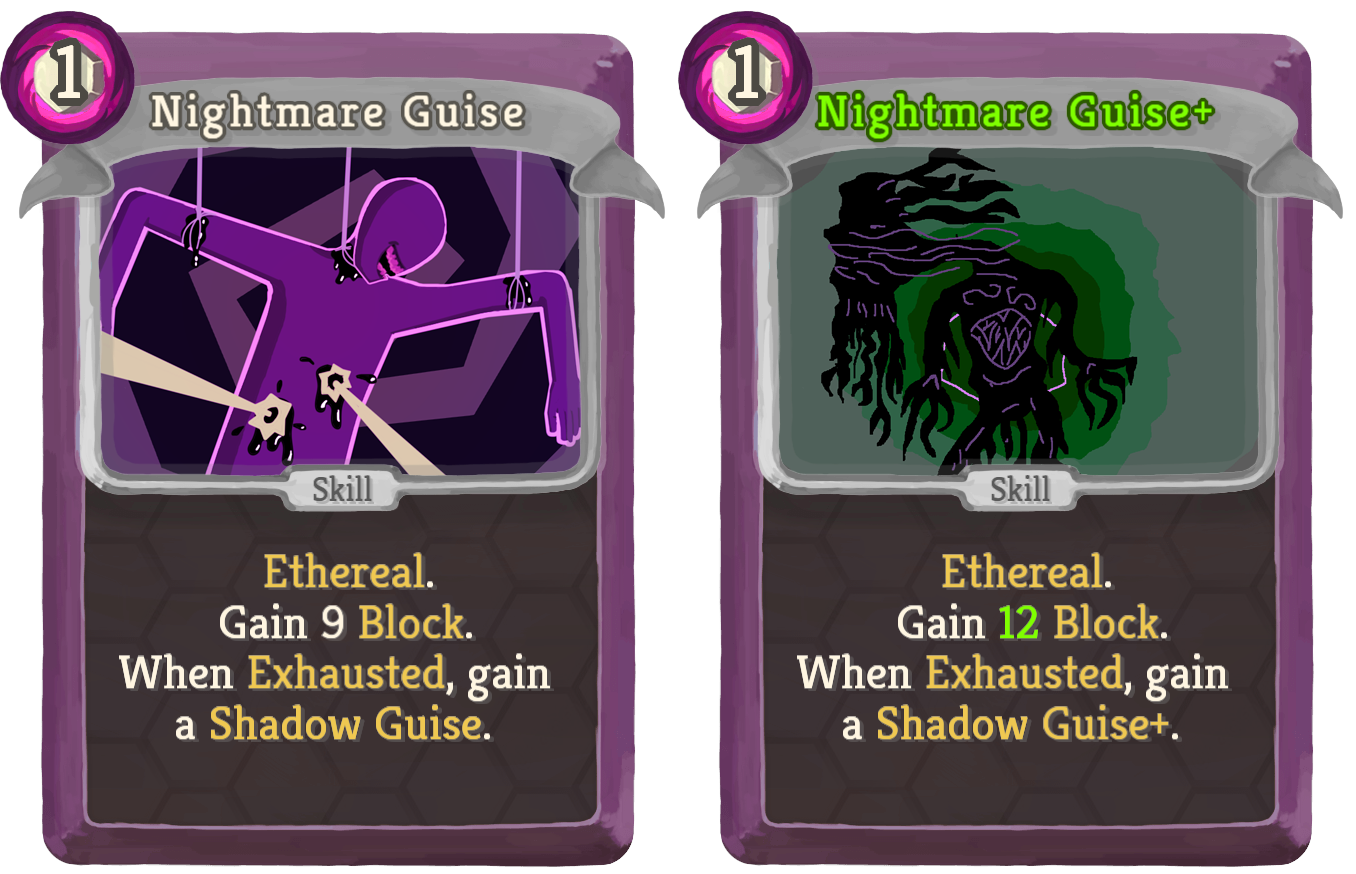 1
Nightmare Guise
Skill
Ethereal.
Gain 9 Block.
When Exhausted, gain
a Shadow Guise.
1
Nightmare Guise+
Skill
Ethereal.
Gain 12 Block.
When Exhausted, gain
a Shadow Guise+.